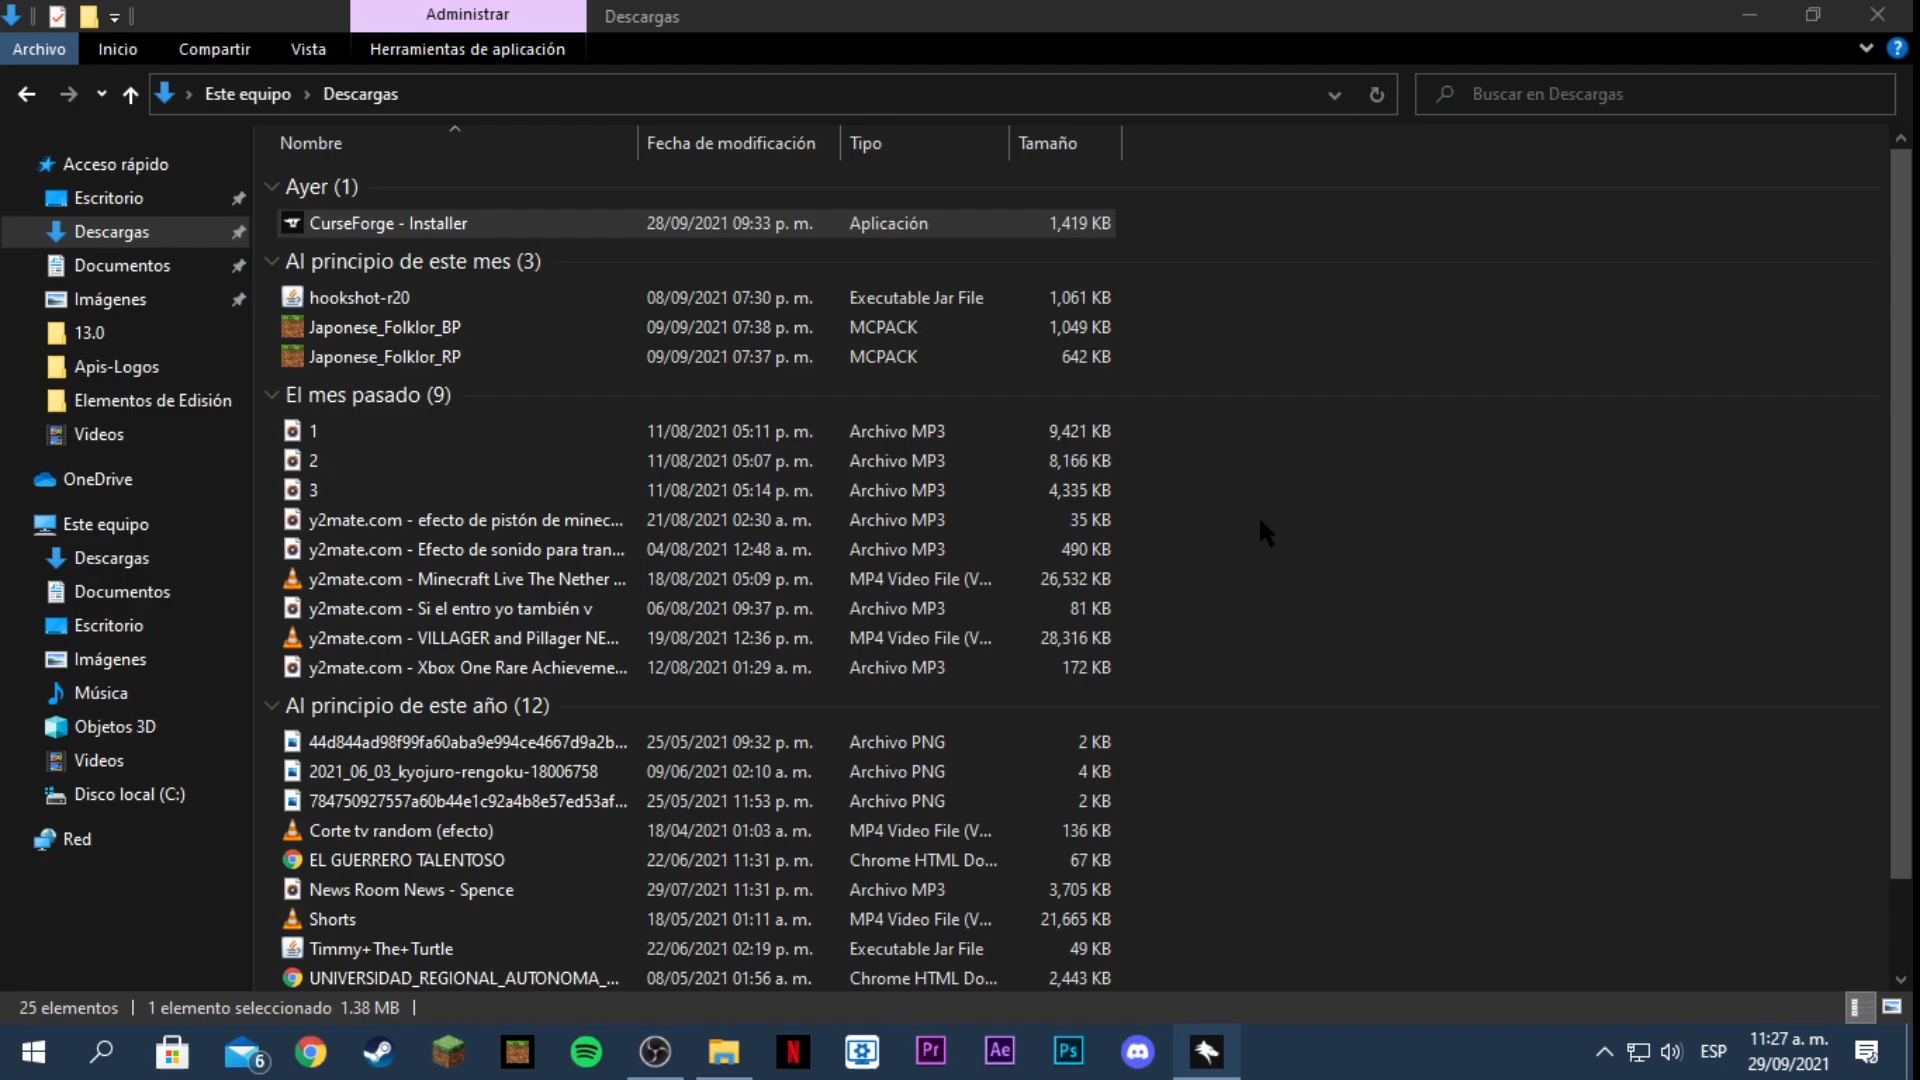 Administrar
Descargas
Archivo Inicio Compartir Vista Herramientas de aplicación ?
Este equipo Descargas Buscar en Descargas
Nombre Fecha de modificación Tipo Tamaño
Acceso rápido
Escritorio
Descargas
Documentos
Imágenes
13.0
Apis-Logos
Elementos de Edisión
Videos
OneDrive
Este equipo
Descargas
Documentos
Escritorio
Imágenes
Música
Objetos 3D
Videos
Disco local (C:)
Red
Ayer (1)
CurseForge - Installer 28/09/2021 09:33 p. m. Aplicación 1,419 KB
Al principio de este mes (3)
hookshot-r20 08/09/2021 07:30 p. m. Executable Jar File 1,061 KB
Japonese_Folklor_BP 09/09/2021 07:38 p. m. MCPACK 1,049 KB
Japonese_Folklor_RP 09/09/2021 07:37 p. m. MCPACK 642 KB
El mes pasado (9)
1 11/08/2021 05:11 p. m. Archivo MP3 9,421 KB
2 11/08/2021 05:07 p. m. Archivo MP3 8,166 KB
3 11/08/2021 05:14 p. m. Archivo MP3 4,335 KB
y2mate.com - efecto de pistón de minec... 21/08/2021 02:30 a. m. Archivo MP3 35 KB
y2mate.com - Efecto de sonido para tran... 04/08/2021 12:48 a. m. Archivo MP3 490 KB
y2mate.com - Minecraft Live The Nether ... 18/08/2021 05:09 p. m. MP4 Video File (V... 26,532 KB
y2mate.com - Si el entro yo también v 06/08/2021 09:37 p. m. Archivo MP3 81 KB
y2mate.com - VILLAGER and Pillager NE... 19/08/2021 12:36 p. m. MP4 Video File (V... 28,316 KB
y2mate.com - Xbox One Rare Achieveme... 12/08/2021 01:29 a. m. Archivo MP3 172 KB
Al principio de este año (12)
44d844ad98f99fa60aba9e994ce4667d9a2b... 25/05/2021 09:32 p. m. Archivo PNG 2 KB
2021_06_03_kyojuro-rengoku-18006758 09/06/2021 02:10 a. m. Archivo PNG 4 KB
784750927557a60b44e1c92a4b8e57ed53af... 25/05/2021 11:53 p. m. Archivo PNG 2 KB
Corte tv random (efecto) 18/04/2021 01:03 a. m. MP4 Video File (V... 136 KB
EL GUERRERO TALENTOSO 22/06/2021 11:31 p. m. Chrome HTML Do... 67 KB
News Room News - Spence 29/07/2021 11:31 p. m. Archivo MP3 3,705 KB
Shorts 18/05/2021 01:11 a. m. MP4 Video File (V... 21,665 KB
Timmy+The+Turtle 22/06/2021 02:19 p. m. Executable Jar File 49 KB
UNIVERSIDAD_REGIONAL_AUTONOMA_... 08/05/2021 01:56 a. m. Chrome HTML Do... 2,443 KB
25 elementos 1 elemento seleccionado 1.38 MB
6 N Pr Ae Ps ESP 11:27 a. m.
29/09/2021